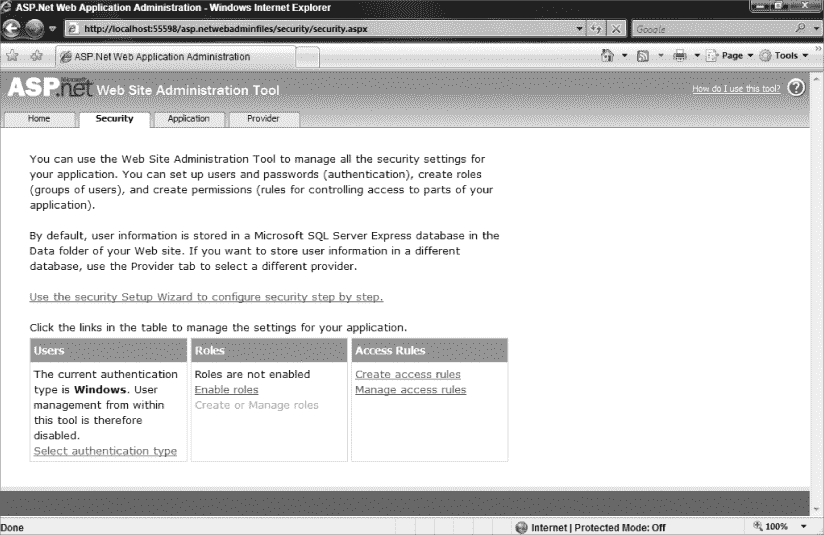 ASP.Net Web Application Administration - Windows Internet Explorer
http://localhost:55598/asp.netwebadminfiles/security/security.aspx
Google
ASP.Net Web Application Administration
Page
Tools
Microsoft
ASP.net Web Site Administration Tool
How do I use this tool? ?
Home
Security
Application
Provider
You can use the Web Site Administration Tool to manage all the security settings for
your application. You can set up users and passwords (authentication), create roles
(groups of users), and create permissions (rules for controlling access to parts of your
application).
By default, user information is stored in a Microsoft SQL Server Express database in the
Data folder of your Web site. If you want to store user information in a different
database, use the Provider tab to select a different provider.
Use the security Setup Wizard to configure security step by step.
Click the links in the table to manage the settings for your application.
Users
The current authentication
type is Windows. User
management from within
this tool is therefore
disabled.
Select authentication type
Roles
Roles are not enabled
Enable roles
Create or Manage roles
Access Rules
Create access rules
Manage access rules
Done
Internet | Protected Mode: Off
100%